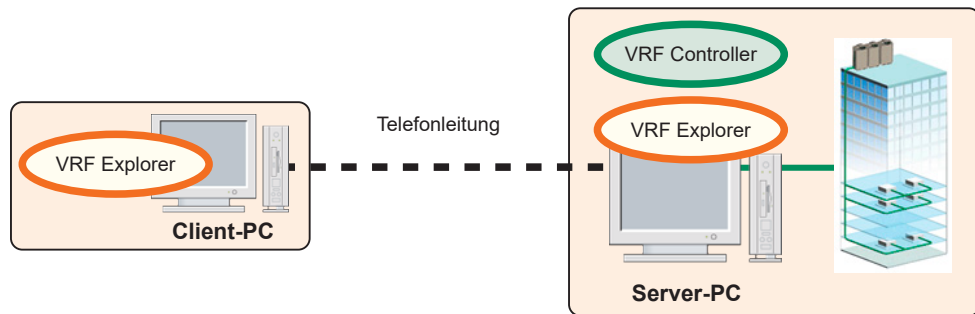 VRF Explorer
Client-PC
Telefonleitung
VRF Controller
VRF Explorer
Server-PC